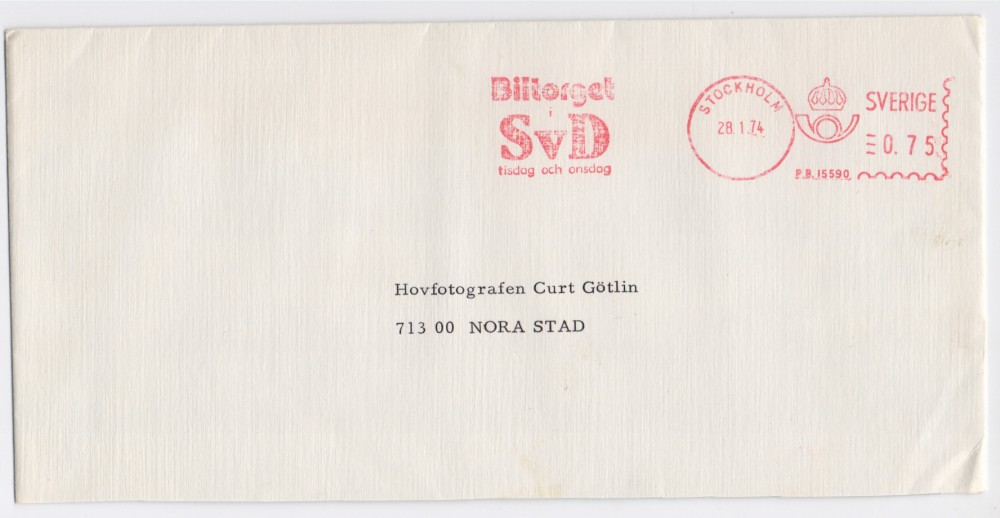 Biltorget
i
SvD
tisdag och onsdag
STOCKHOLM
28.1.74
SVERIGE
0.75
P.B.15590
Hovfotografen Curt Götlin
713 00 NORA STAD